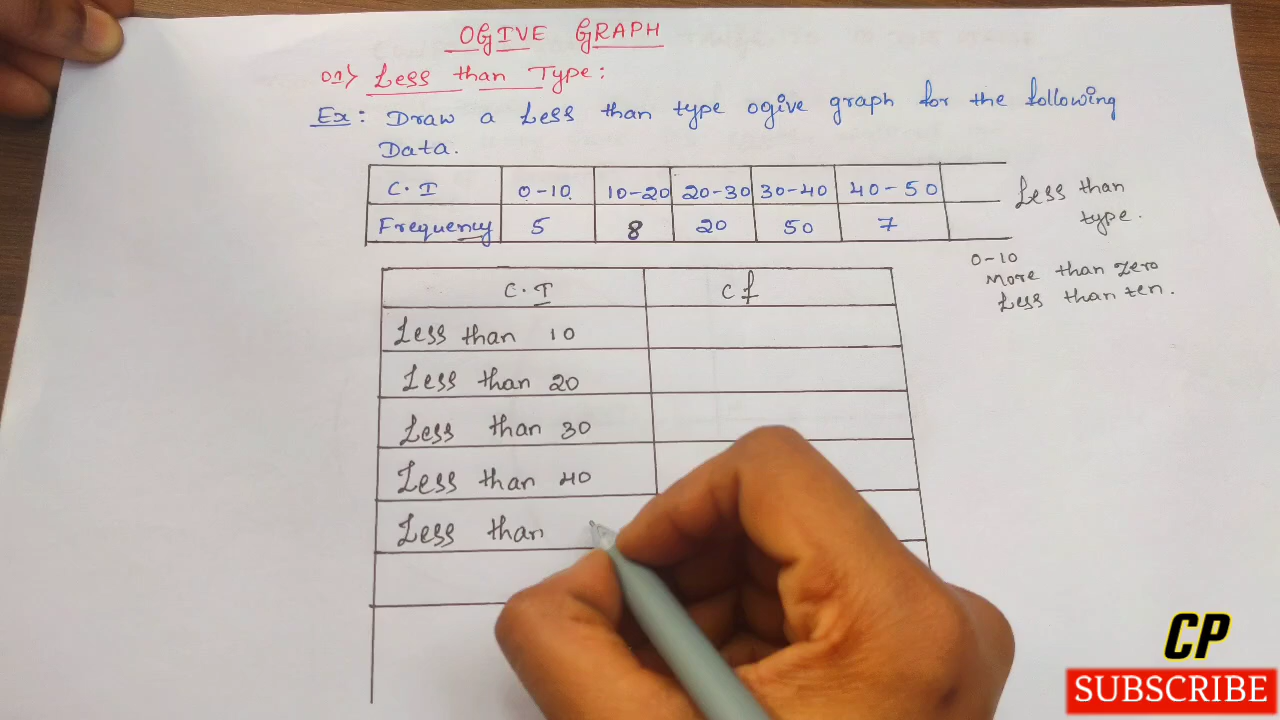 OGIVE GRAPH
01) Less than Type:
Ex: Draw a Less than type ogive graph for the following
Data.
C.I 0-10 10-20 20-30 30-40 40-50
Frequency 5 8 20 50 7
Less than
type.
0-10
More than zero
Less than ten.
C.I cf
Less than 10
Less than 20
Less than 30
Less than 40
Less than
CP
SUBSCRIBE